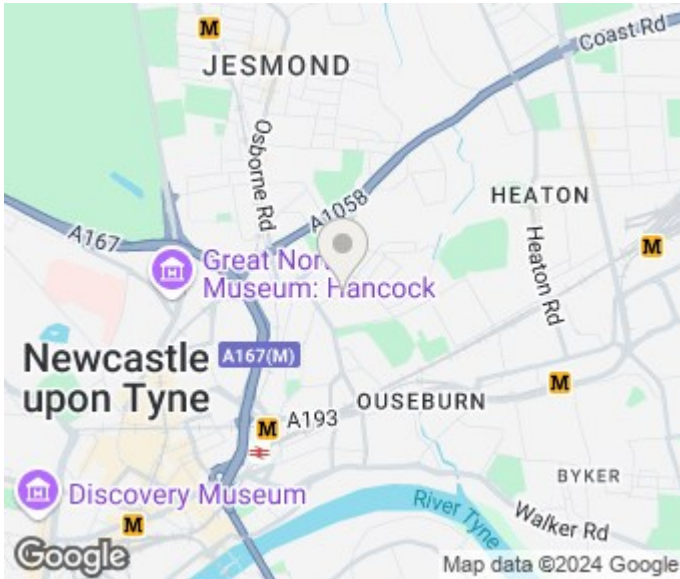 M
Coast Rd
JESMOND
Osborne Rd
A1058
HEATON
A167
Heaton Rd
M
Great Nor
Museum: Hancock
Newcastle
upon Tyne
A167(M)
M
OUSEBURN
A193
M
BYKER
Discovery Museum
River Tyne
Walker Rd
M
Google
Map data ©2024 Google